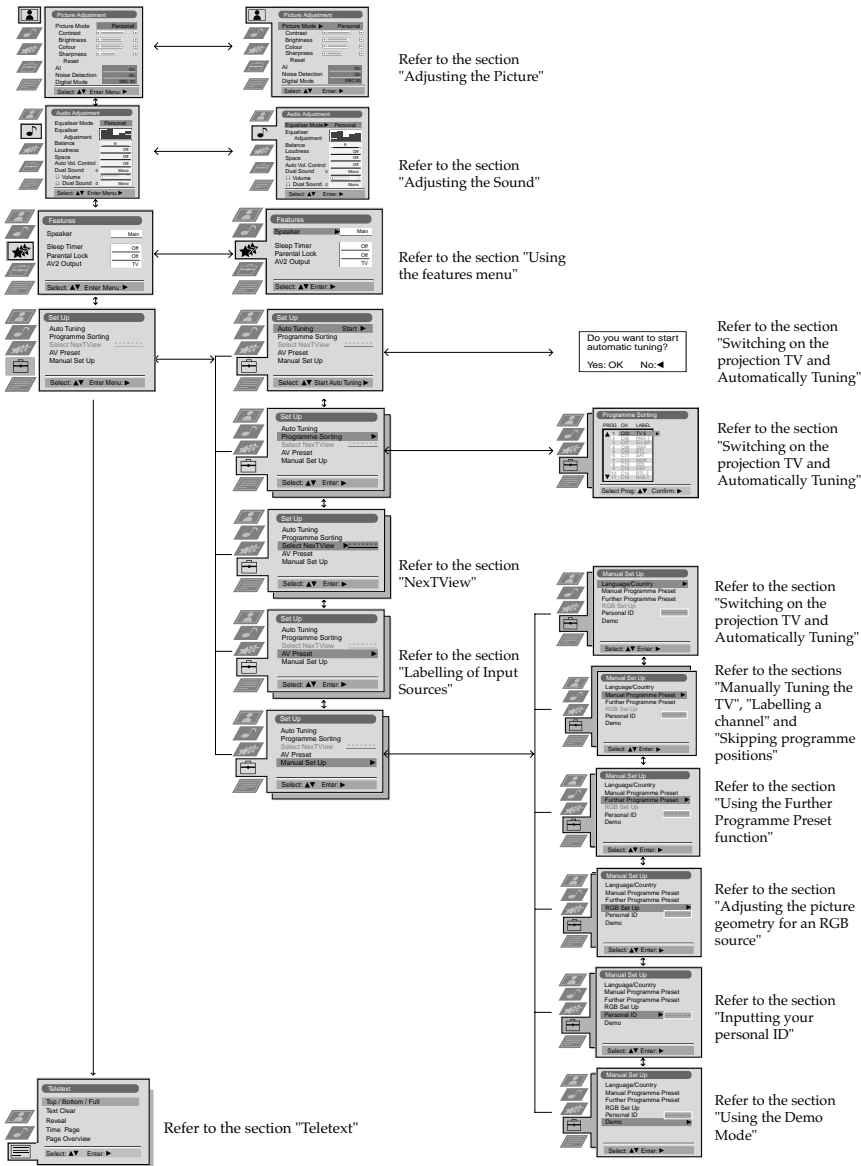 Picture Adjustment
Picture Mode Personal
Contrast
Brightness
Colour
Sharpness
Reset
AI On
Noise Detection On
Digital Mode DRC 50
Select: ▲▼ Enter Menu: ▶
Picture Adjustment
Picture Mode ▶ Personal
Contrast
Brightness
Colour
Sharpness
Reset
AI On
Noise Detection On
Digital Mode DRC 50
Select: ▲▼ Enter Menu: ▶
Refer to the section
"Adjusting the Picture"
Audio Adjustment
Equaliser Mode Personal
Equaliser
Adjustment
Balance 0
Loudness Off
Space Off
Auto Vol. Control Off
Dual Sound Mono
Volume
Dual Sound Mono
Select: ▲▼ Enter Menu: ▶
Audio Adjustment
Equaliser Mode ▶ Personal
Equaliser
Adjustment
Balance 0
Loudness Off
Space Off
Auto Vol. Control Off
Dual Sound Mono
Volume
Dual Sound Mono
Select: ▲▼ Enter: ▶
Refer to the section
"Adjusting the Sound"
Features
Speaker Main
Sleep Timer Off
Parental Lock Off
AV2 Output TV
Select: ▲▼ Enter Menu: ▶
Features
Speaker ▶ Main
Sleep Timer Off
Parental Lock Off
AV2 Output TV
Select: ▲▼ Enter: ▶
Refer to the section "Using
the features menu"
Set Up
Auto Tuning
Programme Sorting
Select NexTView - - - - - - -
AV Preset
Manual Set Up
Select: ▲▼ Enter Menu: ▶
Set Up
Auto Tuning Start ▶
Programme Sorting
Select NexTView - - - - - - -
AV Preset
Manual Set Up
Select: ▲▼ Start Auto Tuning ▶
Do you want to start
automatic tuning?
Yes: OK No:◀
Refer to the section
"Switching on the
projection TV and
Automatically Tuning"
Set Up
Auto Tuning
Programme Sorting ▶
Select NexTView - - - - - - -
AV Preset
Manual Set Up
Select: ▲▼ Enter: ▶
Programme Sorting
PROG CH LABEL
Select Prog: ▲▼ Confirm: ▶
Refer to the section
"Switching on the
projection TV and
Automatically Tuning"
Set Up
Auto Tuning
Programme Sorting
Select NexTView ▶ - - - - - - -
AV Preset
Manual Set Up
Select: ▲▼ Enter: ▶
Refer to the section
"NexTView"
Set Up
Auto Tuning
Programme Sorting
Select NexTView - - - - - - -
AV Preset ▶
Manual Set Up
Select: ▲▼ Enter: ▶
Refer to the section
"Labelling of Input
Sources"
Set Up
Auto Tuning
Programme Sorting
Select NexTView - - - - - - -
AV Preset
Manual Set Up ▶
Select: ▲▼ Enter: ▶
Manual Set Up
Language/Country ▶
Manual Programme Preset
Further Programme Preset
RGB Set Up
Personal ID - - - - - - -
Demo
Select: ▲▼ Enter: ▶
Refer to the section
"Switching on the
projection TV and
Automatically Tuning"
Manual Set Up
Language/Country
Manual Programme Preset ▶
Further Programme Preset
RGB Set Up
Personal ID - - - - - - -
Demo
Select: ▲▼ Enter: ▶
Refer to the sections
"Manually Tuning the
TV", "Labelling a
channel" and
"Skipping programme
positions"
Manual Set Up
Language/Country
Manual Programme Preset
Further Programme Preset ▶
RGB Set Up
Personal ID - - - - - - -
Demo
Select: ▲▼ Enter: ▶
Refer to the section
"Using the Further
Programme Preset
function"
Manual Set Up
Language/Country
Manual Programme Preset
Further Programme Preset
RGB Set Up ▶
Personal ID - - - - - - -
Demo
Select: ▲▼ Enter: ▶
Refer to the section
"Adjusting the picture
geometry for an RGB
source"
Manual Set Up
Language/Country
Manual Programme Preset
Further Programme Preset
RGB Set Up
Personal ID ▶ - - - - - - -
Demo
Select: ▲▼ Enter: ▶
Refer to the section
"Inputting your
personal ID"
Manual Set Up
Language/Country
Manual Programme Preset
Further Programme Preset
RGB Set Up
Personal ID - - - - - - -
Demo ▶
Select: ▲▼ Enter: ▶
Refer to the section
"Using the Demo
Mode"
Teletext
Top / Bottom / Full
Text Clear
Reveal
Time Page
Page Overview
Select: ▲▼ Enter: ▶
Refer to the section "Teletext"